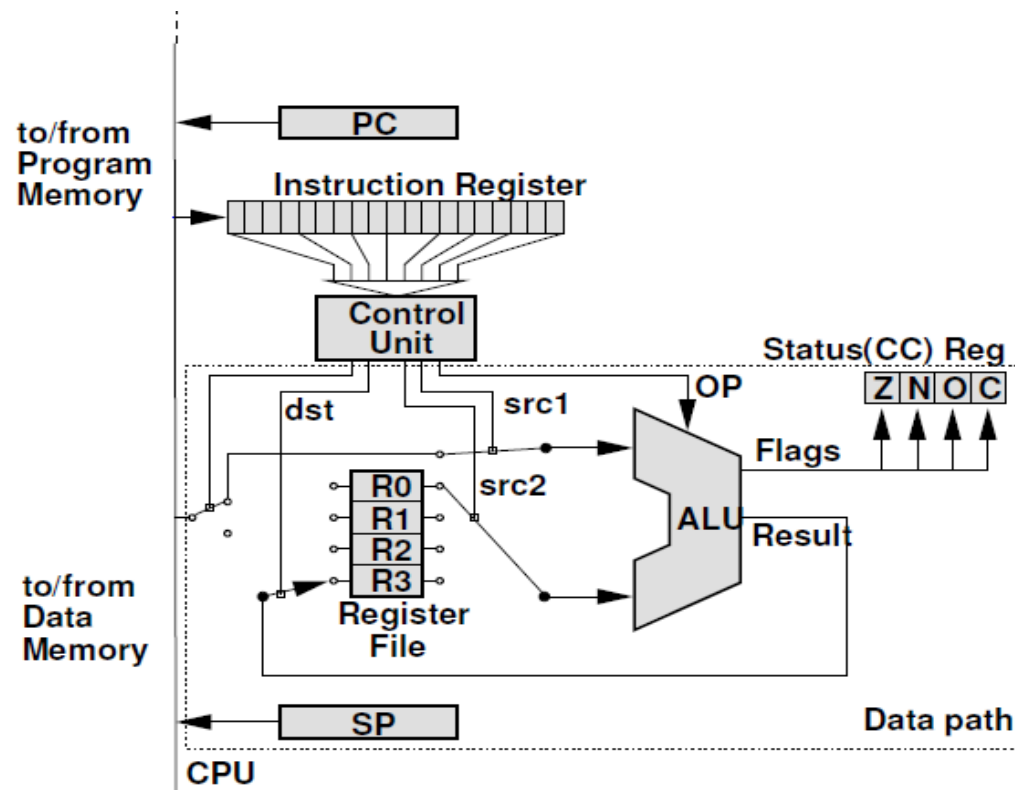 to/from
Program
Memory
PC
Instruction Register
Control
Unit
Status(CC) Reg
Z N O C
OP
dst
src1
src2
Flags
R0
R1
R2
R3
Register
File
ALU
Result
to/from
Data
Memory
SP
Data path
CPU